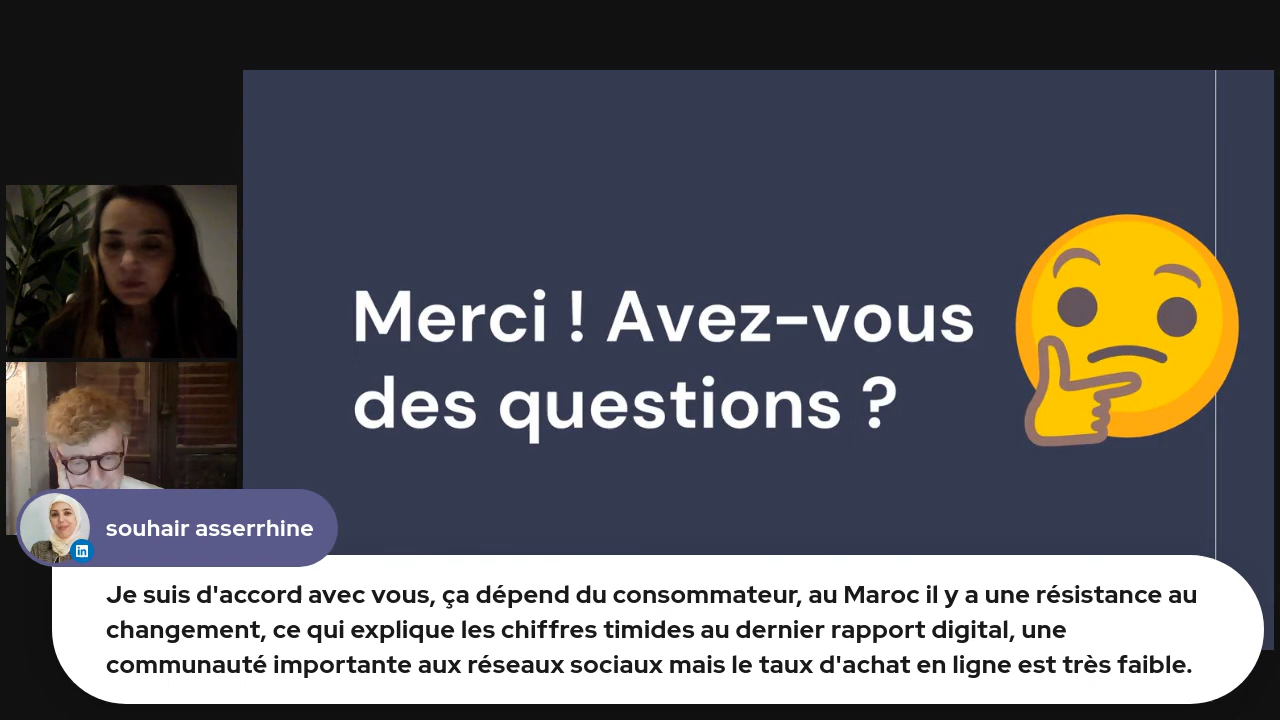 Merci ! Avez-vous
des questions ?
souhair asserrhine
in
Je suis d'accord avec vous, ça dépend du consommateur, au Maroc il y a une résistance au
changement, ce qui explique les chiffres timides au dernier rapport digital, une
communauté importante aux réseaux sociaux mais le taux d'achat en ligne est très faible.